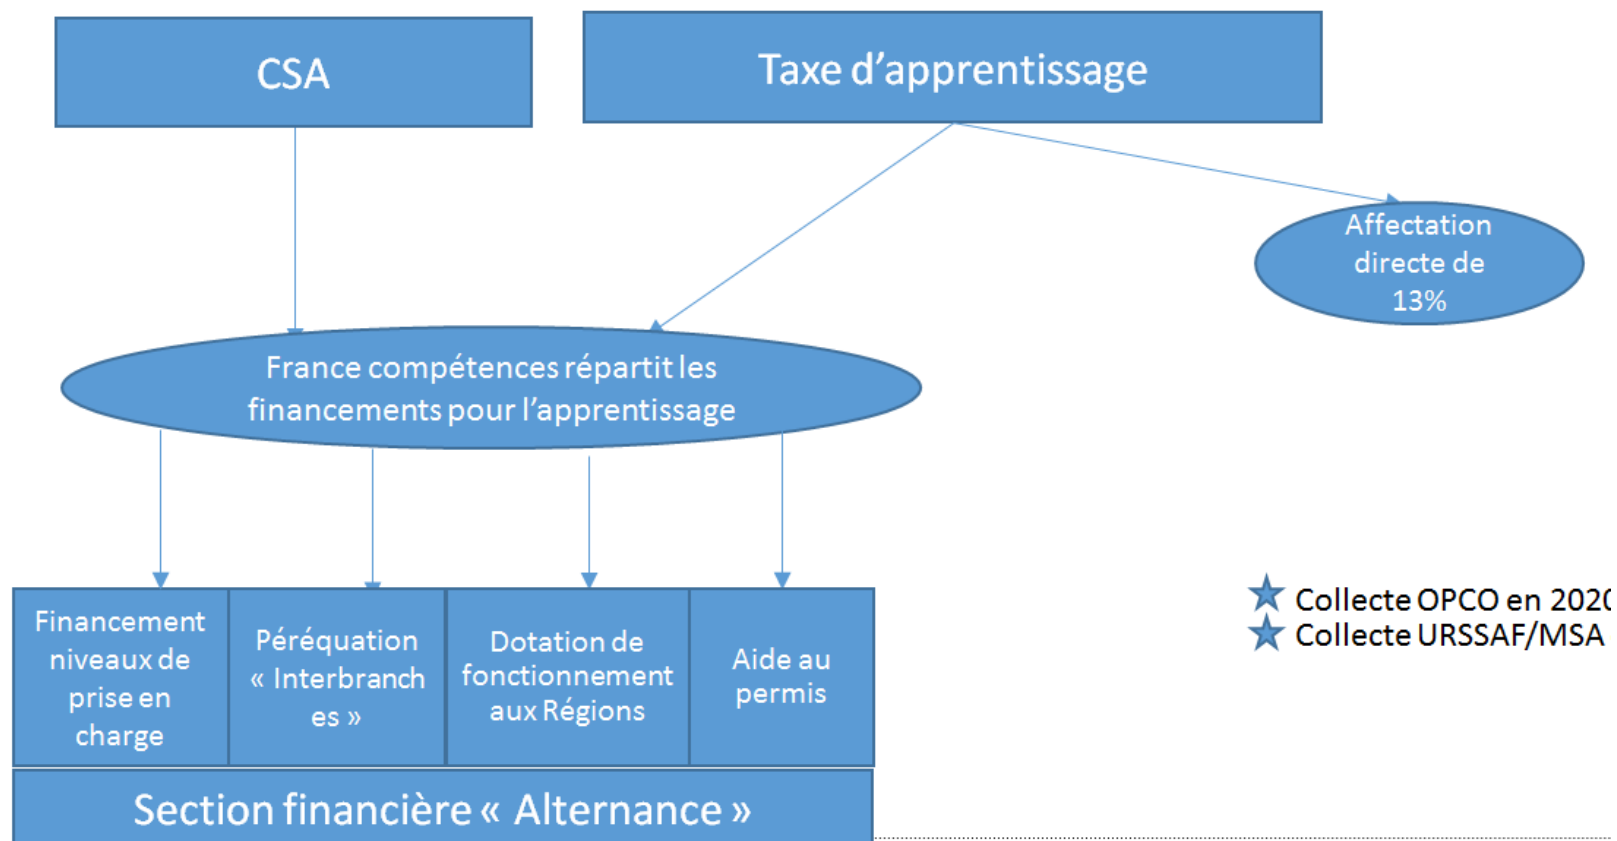 CSA
Taxe d’apprentissage
Affectation
directe de
13%
France compétences répartit les
financements pour l’apprentissage
Financement
niveaux de
prise en
charge
Péréquation
« Interbranch
es »
Dotation de
fonctionnement
aux Régions
Aide au
permis
Section financière « Alternance »
Collecte OPCO en 2020
Collecte URSSAF/MSA